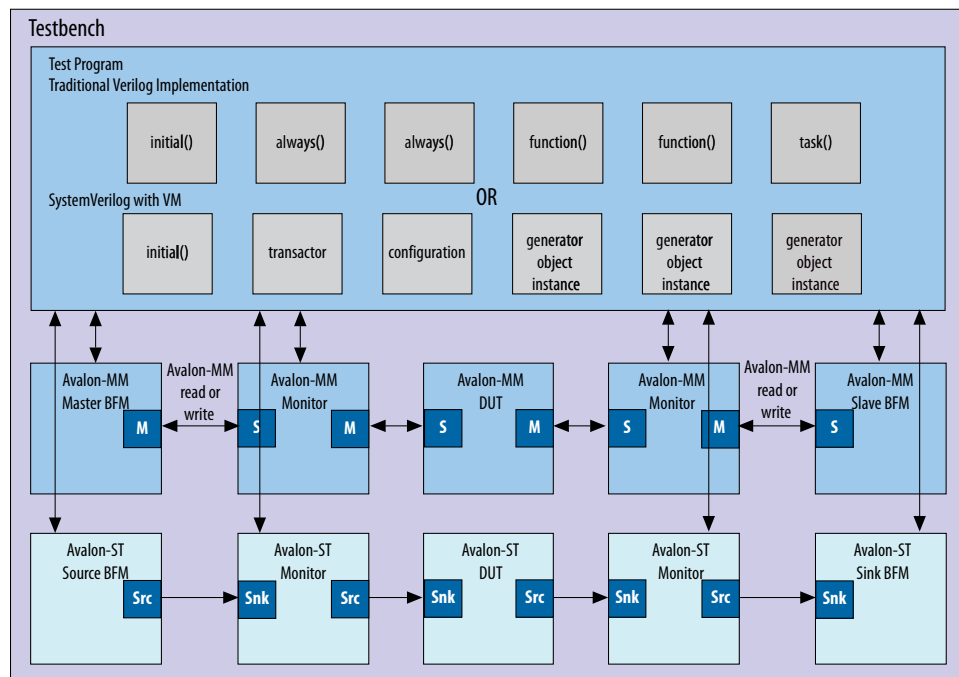 Testbench
Test Program
Traditional Verilog Implementation
initial()
always()
always()
function()
function()
task()
SystemVerilog with VM
OR
initial()
transactor
configuration
generator
object
instance
generator
object
instance
generator
object
instance
Avalon-MM
Master BFM
M
Avalon-MM
read or
write
Avalon-MM
Monitor
S
M
Avalon-MM
DUT
S
M
Avalon-MM
Monitor
S
M
Avalon-MM
read or
write
Avalon-MM
Slave BFM
S
Avalon-ST
Source BFM
Src
Avalon-ST
Monitor
Snk
Src
Avalon-ST
DUT
Snk
Src
Avalon-ST
Monitor
Snk
Src
Avalon-ST
Sink BFM
Snk